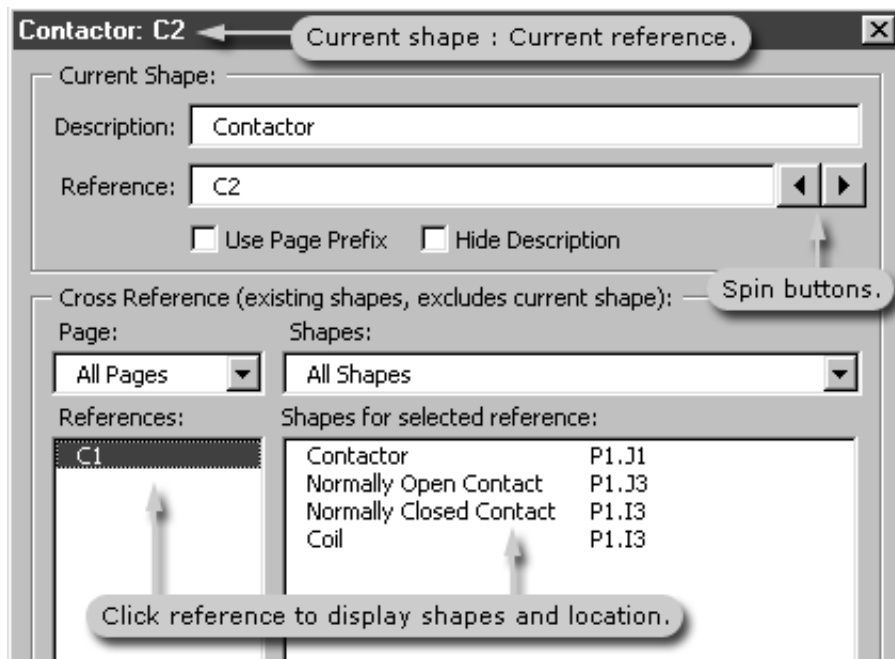 Contactor: C2
Current shape : Current reference.
Current Shape:
Description: Contactor
Reference: C2
Use Page Prefix Hide Description
Spin buttons.
Cross Reference (existing shapes, excludes current shape):
Page: Shapes:
All Pages All Shapes
References: Shapes for selected reference:
C1 Contactor P1.J1
Normally Open Contact P1.J3
Normally Closed Contact P1.I3
Coil P1.I3
Click reference to display shapes and location.